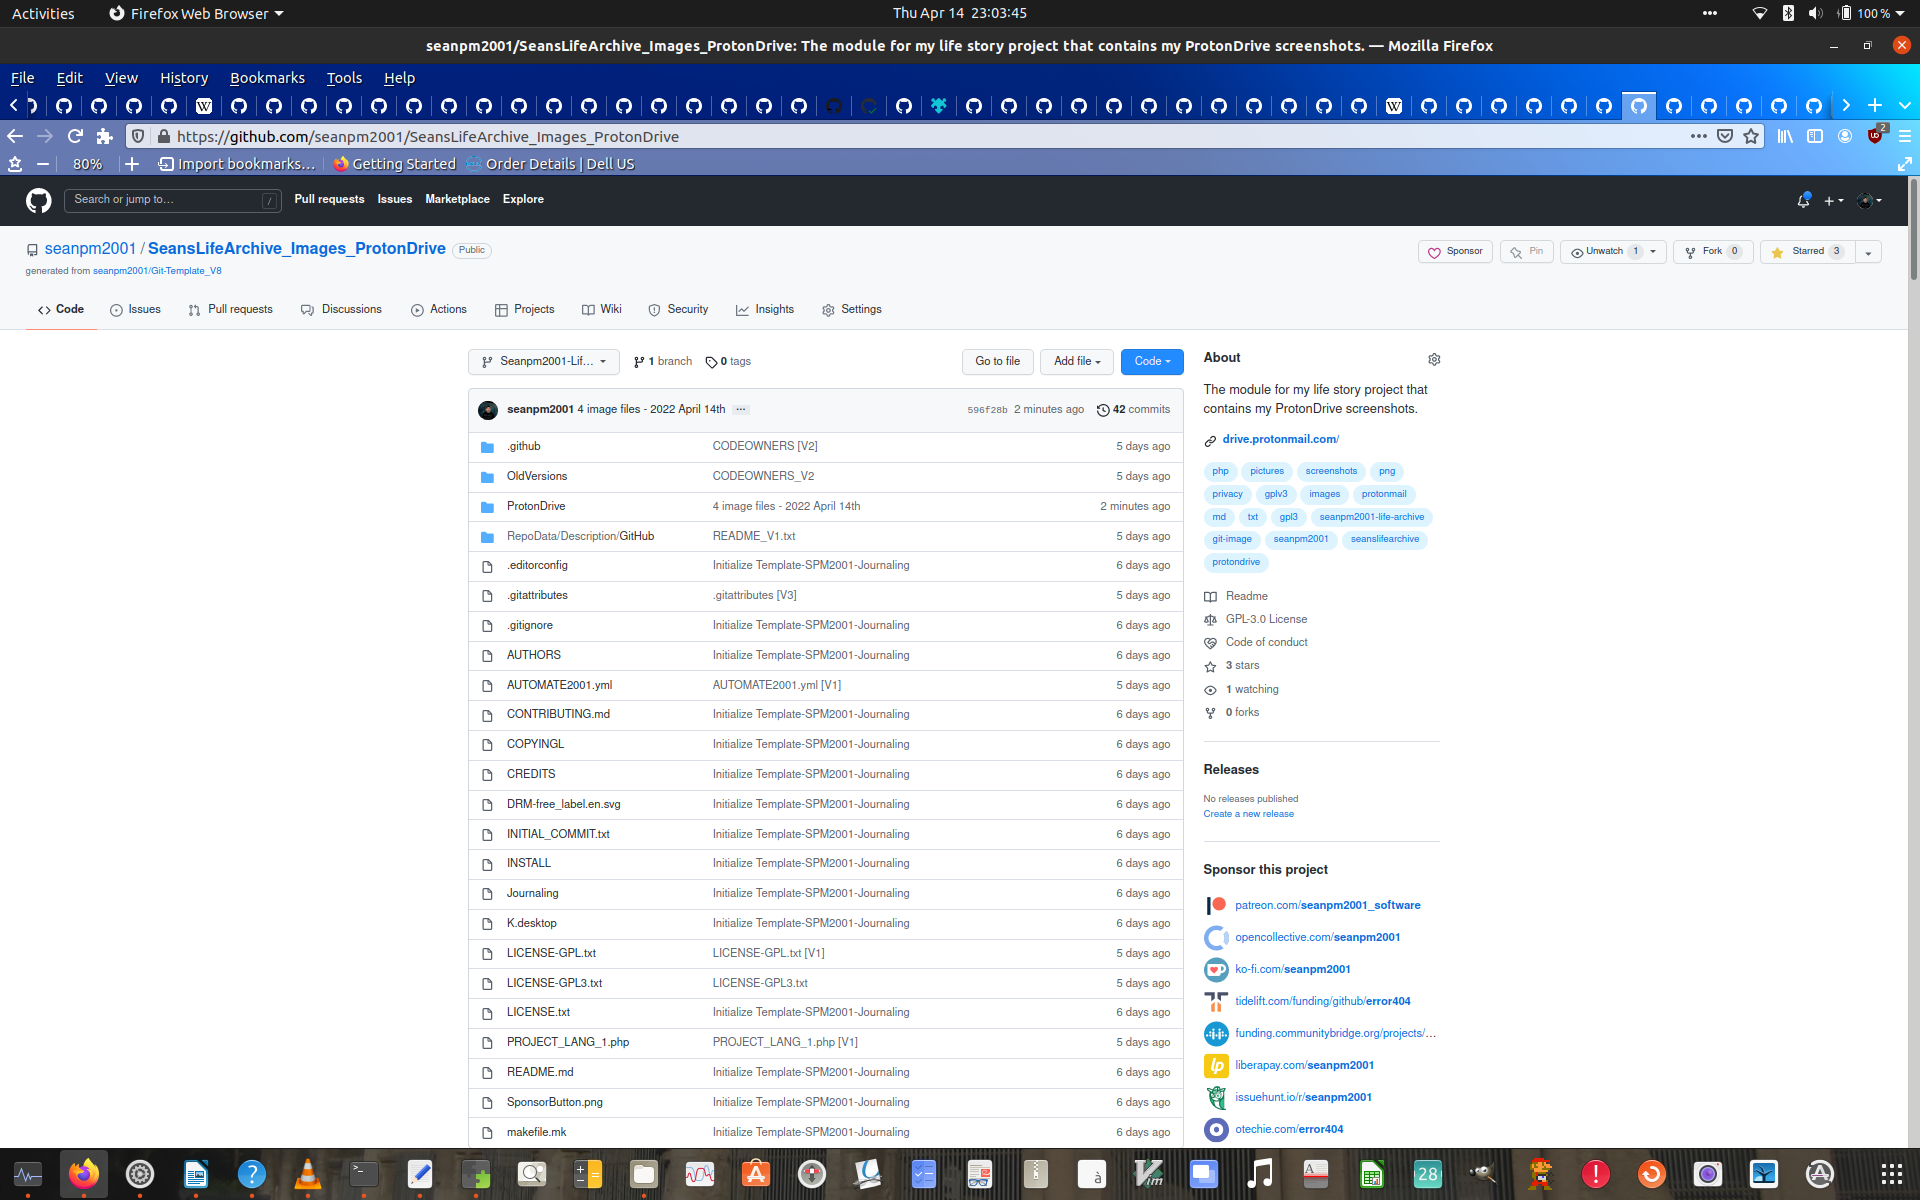 Activities Firefox Web Browser Thu Apr 14 23:03:45 100 %
seanpm2001/SeansLifeArchive_Images_ProtonDrive: The module for my life story project that contains my ProtonDrive screenshots. — Mozilla Firefox
File Edit View History Bookmarks Tools Help
https://github.com/seanpm2001/SeansLifeArchive_Images_ProtonDrive 2
80% Import bookmarks... Getting Started Order Details | Dell US
Search or jump to... / Pull requests Issues Marketplace Explore
seanpm2001 / SeansLifeArchive_Images_ProtonDrive Public Sponsor Pin Unwatch 1 Fork 0 Starred 3
generated from seanpm2001/Git-Template_V8
Code Issues Pull requests Discussions Actions Projects Wiki Security Insights Settings
Seanpm2001-Lif... 1 branch 0 tags Go to file Add file Code
seanpm2001 4 image files - 2022 April 14th ... 596f28b 2 minutes ago 42 commits
.github CODEOWNERS [V2] 5 days ago
OldVersions CODEOWNERS_V2 5 days ago
ProtonDrive 4 image files - 2022 April 14th 2 minutes ago
RepoData/Description/GitHub README_V1.txt 5 days ago
.editorconfig Initialize Template-SPM2001-Journaling 6 days ago
.gitattributes .gitattributes [V3] 5 days ago
.gitignore Initialize Template-SPM2001-Journaling 6 days ago
AUTHORS Initialize Template-SPM2001-Journaling 6 days ago
AUTOMATE2001.yml AUTOMATE2001.yml [V1] 5 days ago
CONTRIBUTING.md Initialize Template-SPM2001-Journaling 6 days ago
COPYINGL Initialize Template-SPM2001-Journaling 6 days ago
CREDITS Initialize Template-SPM2001-Journaling 6 days ago
DRM-free_label.en.svg Initialize Template-SPM2001-Journaling 6 days ago
INITIAL_COMMIT.txt Initialize Template-SPM2001-Journaling 6 days ago
INSTALL Initialize Template-SPM2001-Journaling 6 days ago
Journaling Initialize Template-SPM2001-Journaling 6 days ago
K.desktop Initialize Template-SPM2001-Journaling 6 days ago
LICENSE-GPL.txt LICENSE-GPL.txt [V1] 5 days ago
LICENSE-GPL3.txt LICENSE-GPL3.txt 5 days ago
LICENSE.txt Initialize Template-SPM2001-Journaling 6 days ago
PROJECT_LANG_1.php PROJECT_LANG_1.php [V1] 5 days ago
README.md Initialize Template-SPM2001-Journaling 6 days ago
SponsorButton.png Initialize Template-SPM2001-Journaling 6 days ago
makefile.mk Initialize Template-SPM2001-Journaling 6 days ago
About
The module for my life story project that
contains my ProtonDrive screenshots.
drive.protonmail.com/
php pictures screenshots png
privacy gplv3 images protonmail
md txt gpl3 seanpm2001-life-archive
git-image seanpm2001 seanslifearchive
protondrive
Readme
GPL-3.0 License
Code of conduct
3 stars
1 watching
0 forks
Releases
No releases published
Create a new release
Sponsor this project
patreon.com/seanpm2001_software
opencollective.com/seanpm2001
ko-fi.com/seanpm2001
tidelift.com/funding/github/error404
funding.communitybridge.org/projects/...
lp liberapay.com/seanpm2001
issuehunt.io/r/seanpm2001
otechie.com/error404
28